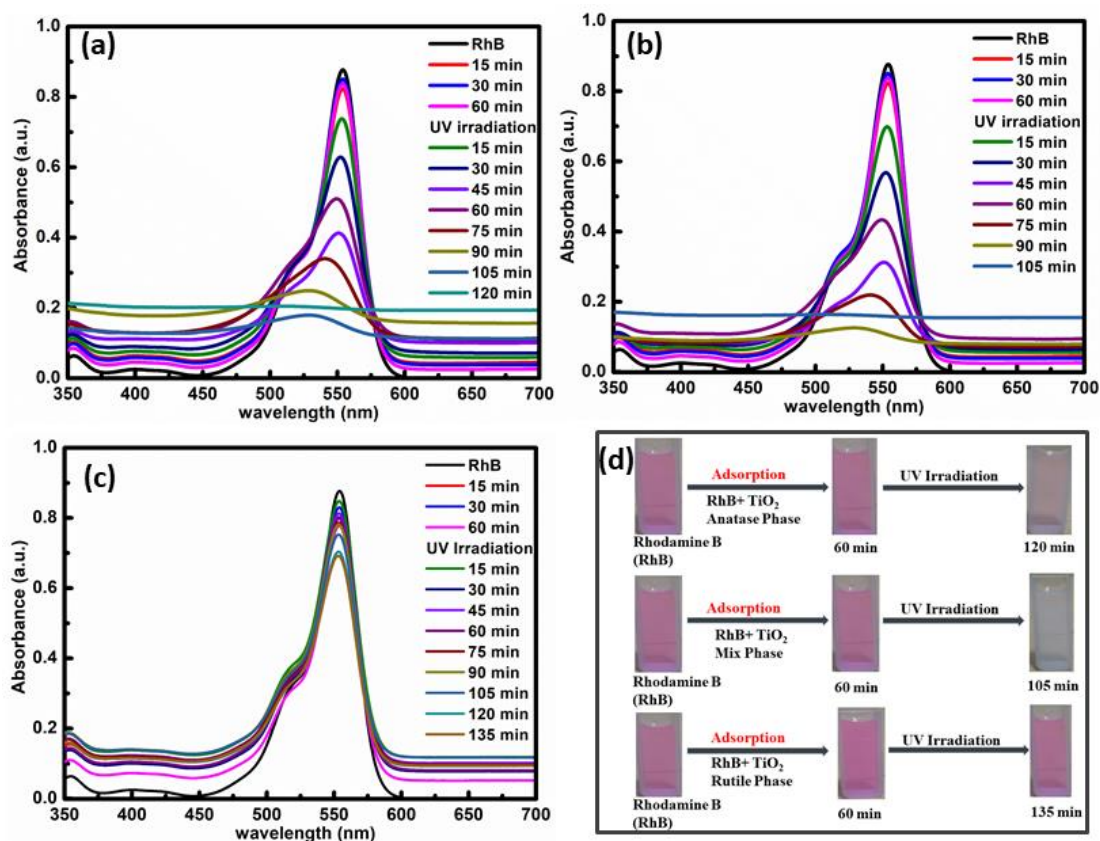 (a)
1.0
0.8
0.6
0.4
0.2
0.0
Absorbance (a.u.)
350 400 450 500 550 600 650 700
wavelength (nm)
RhB
15 min
30 min
60 min
UV irradiation
15 min
30 min
45 min
60 min
75 min
90 min
105 min
120 min
(b)
1.0
0.8
0.6
0.4
0.2
0.0
Absorbance (a.u.)
350 400 450 500 550 600 650 700
wavelength (nm)
RhB
15 min
30 min
60 min
UV irradiation
15 min
30 min
45 min
60 min
75 min
90 min
105 min
(c)
1.0
0.8
0.6
0.4
0.2
0.0
Absorbance (a.u.)
350 400 450 500 550 600 650 700
wavelength (nm)
RhB
15 min
30 min
60 min
UV Irradiation
15 min
30 min
45 min
60 min
75 min
90 min
105 min
120 min
135 min
(d)
Adsorption
RhB+ TiO₂
Anatase Phase
UV Irradiation
Rhodamine B
(RhB)
60 min
120 min
Adsorption
RhB+ TiO₂
Mix Phase
UV Irradiation
Rhodamine B
(RhB)
60 min
105 min
Adsorption
RhB+ TiO₂
Rutile Phase
UV Irradiation
Rhodamine B
(RhB)
60 min
135 min